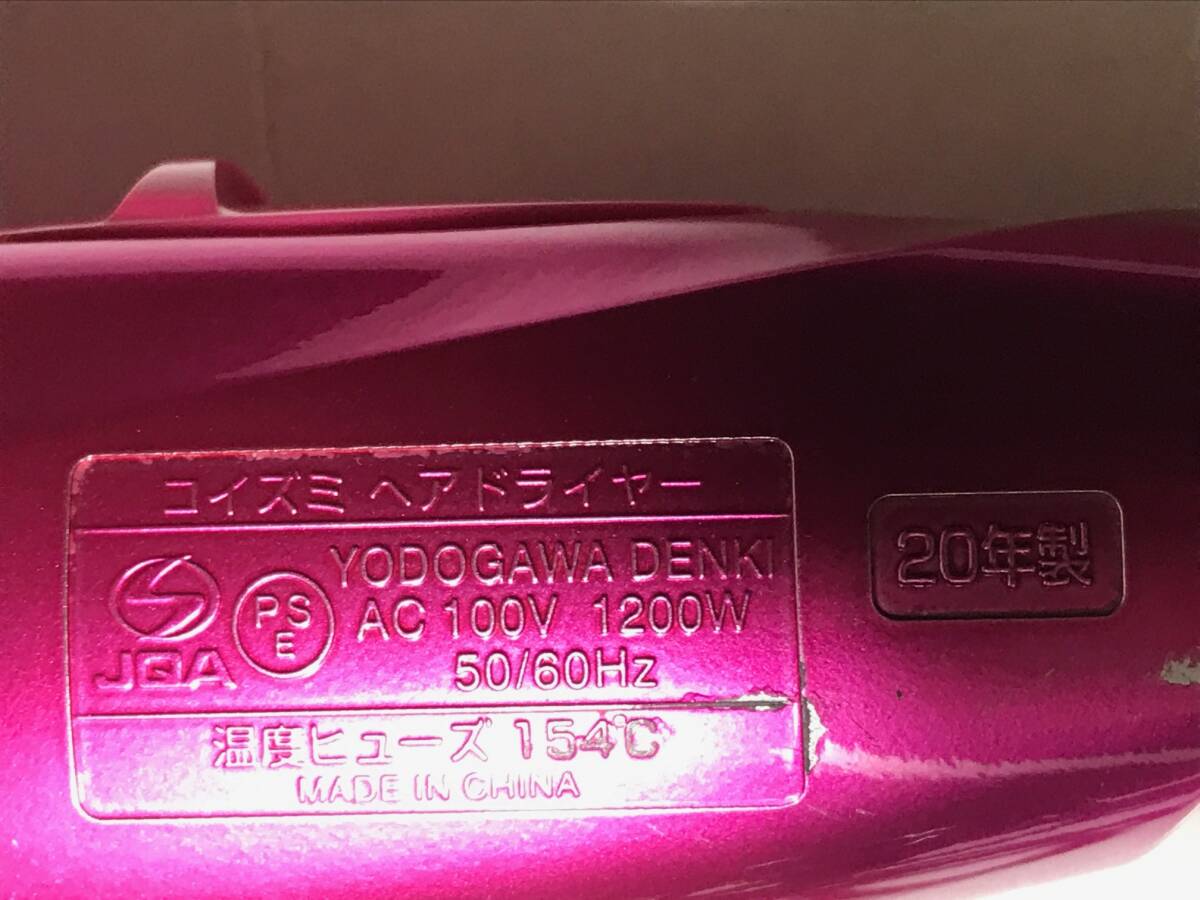 コイズミ ヘアドライヤー
YODOGAWA DENKI
JQA
PS
E
AC 100V 1200W
50/60Hz
温度ヒューズ 154℃
MADE IN CHINA
20年製